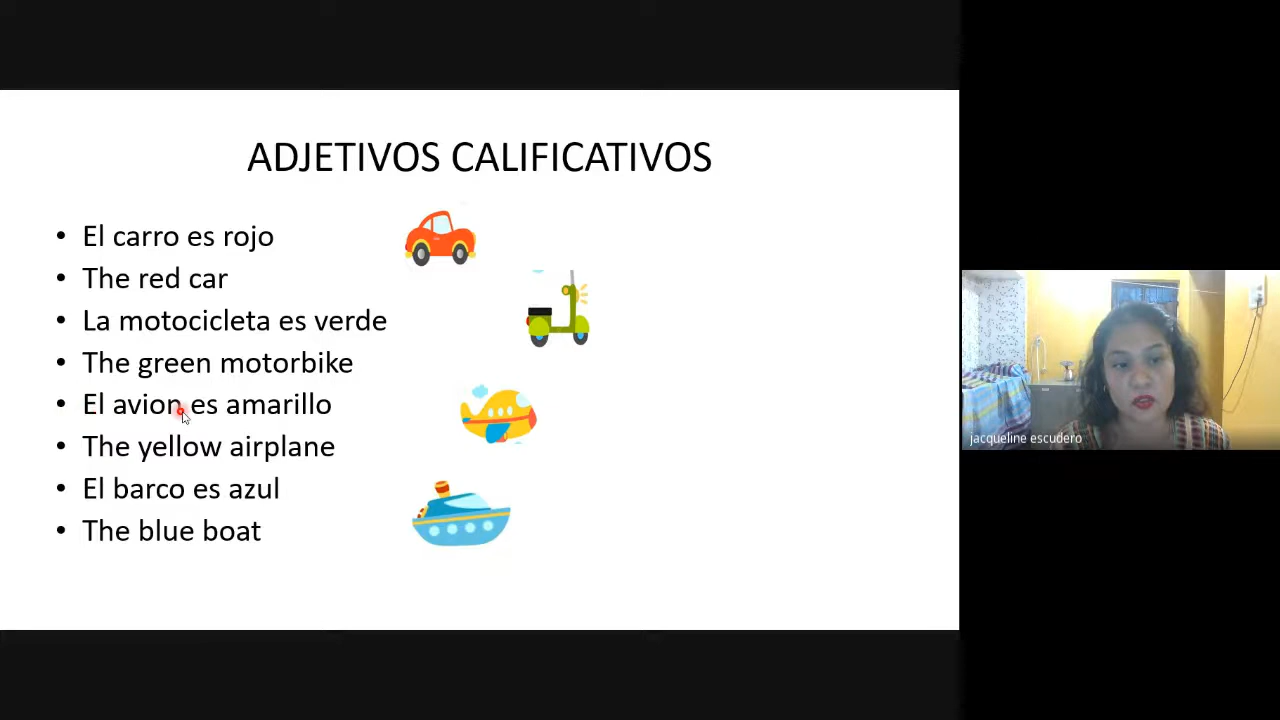 ADJETIVOS CALIFICATIVOS
• El carro es rojo
• The red car
• La motocicleta es verde
• The green motorbike
• El avion es amarillo
• The yellow airplane
• El barco es azul
• The blue boat
jacqueline escudero